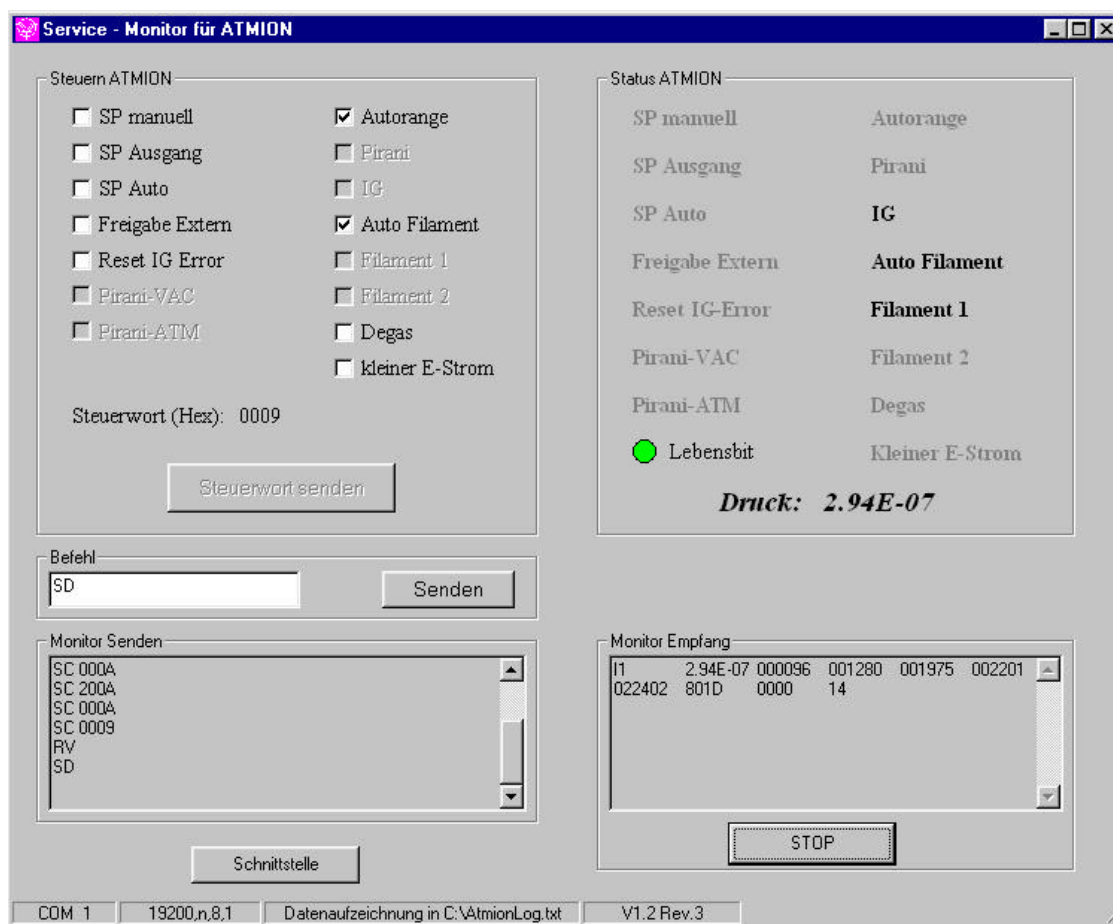 Service - Monitor für ATMION
Steuern ATMION
SP manuell
SP Ausgang
SP Auto
Freigabe Extern
Reset IG Error
Pirani-VAC
Pirani-ATM
Autorange
Pirani
IG
Auto Filament
Filament 1
Filament 2
Degas
kleiner E-Strom
Steuerwort (Hex): 0009
Steuerwort senden
Status ATMION
SP manuell
SP Ausgang
SP Auto
Freigabe Extern
Reset IG-Error
Pirani-VAC
Pirani-ATM
Lebensbit
Autorange
Pirani
IG
Auto Filament
Filament 1
Filament 2
Degas
Kleiner E-Strom
Druck: 2.94E-07
Befehl
SD
Senden
Monitor Senden
SC 000A
SC 200A
SC 000A
SC 0009
RV
SD
Monitor Empfang
I1 2.94E-07 000096 001280 001975 002201
022402 801D 0000 14
STOP
Schnittstelle
COM 1 19200,n,8,1 Datenaufzeichnung in C:\AtmionLog.txt V1.2 Rev.3